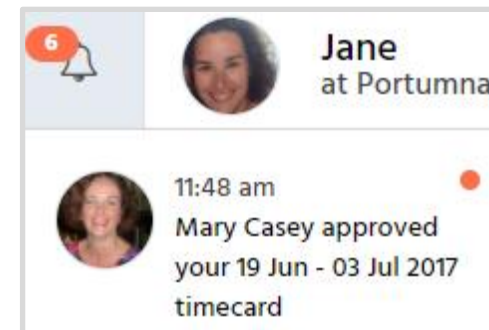 6
Jane
at Portumna
11:48 am
Mary Casey approved
your 19 Jun - 03 Jul 2017
timecard